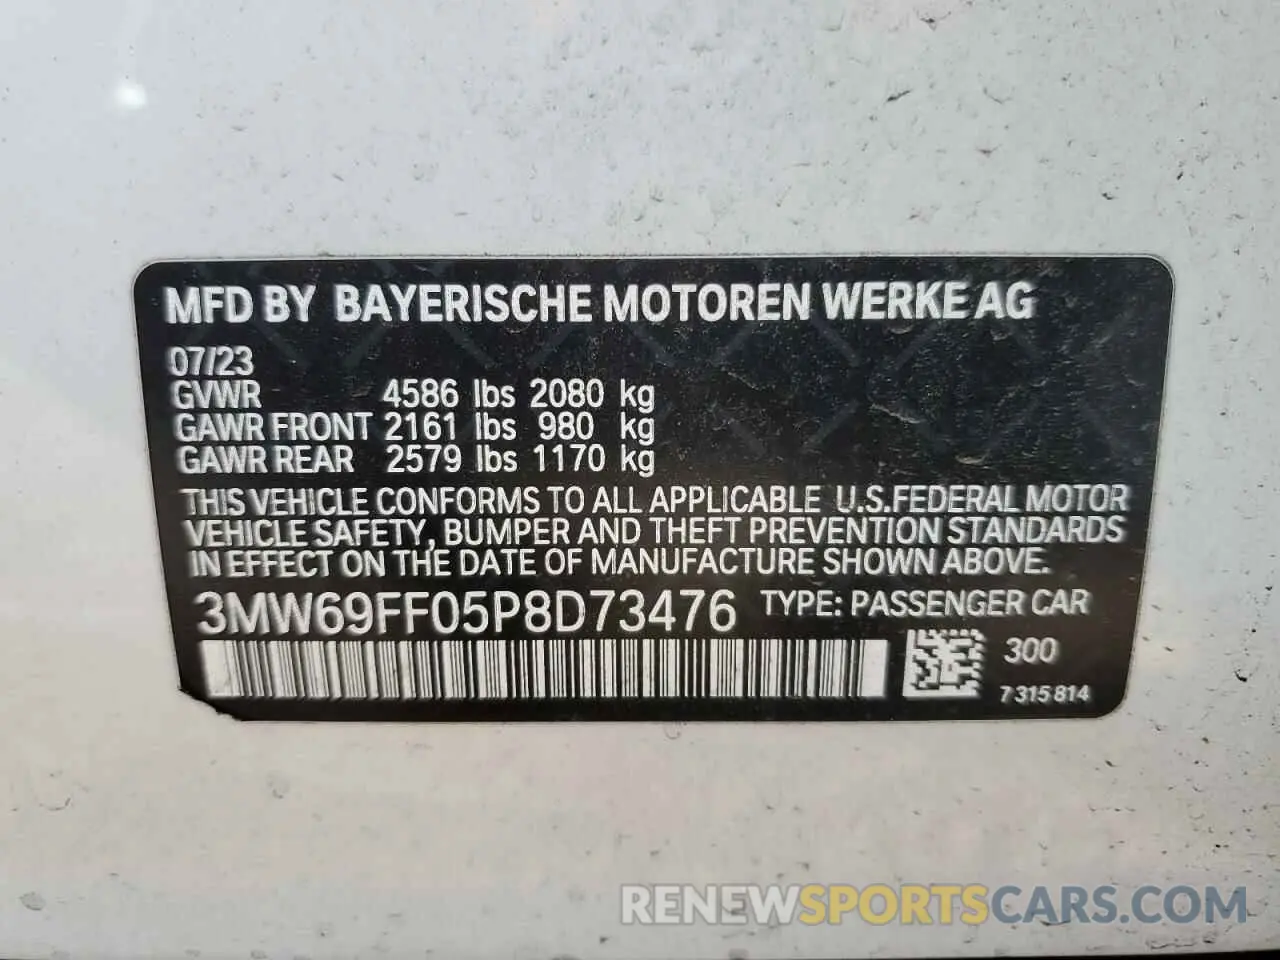 MFD BY BAYERISCHE MOTOREN WERKE AG
07/23
GVWR 4586 lbs 2080 kg
GAWR FRONT 2161 lbs 980 kg
GAWR REAR 2579 lbs 1170 kg
THIS VEHICLE CONFORMS TO ALL APPLICABLE U.S.FEDERAL MOTOR
VEHICLE SAFETY, BUMPER AND THEFT PREVENTION STANDARDS
IN EFFECT ON THE DATE OF MANUFACTURE SHOWN ABOVE.
3MW69FF05P8D73476 TYPE: PASSENGER CAR
300
7 315 814
RENEWSPORTSCARS.COM